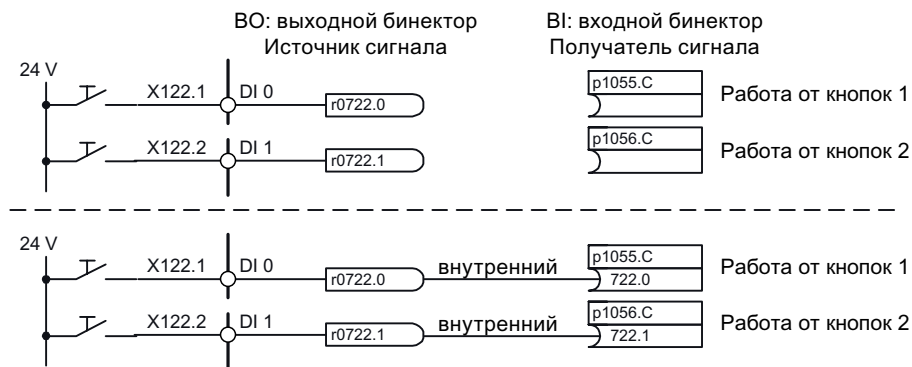 BO: выходной бинектор
Источник сигнала
BI: входной бинектор
Получатель сигнала
24 V
X122.1 DI 0 r0722.0 p1055.C Работа от кнопок 1
X122.2 DI 1 r0722.1 p1056.C Работа от кнопок 2
24 V
X122.1 DI 0 r0722.0 внутренний p1055.C 722.0 Работа от кнопок 1
X122.2 DI 1 r0722.1 внутренний p1056.C 722.1 Работа от кнопок 2